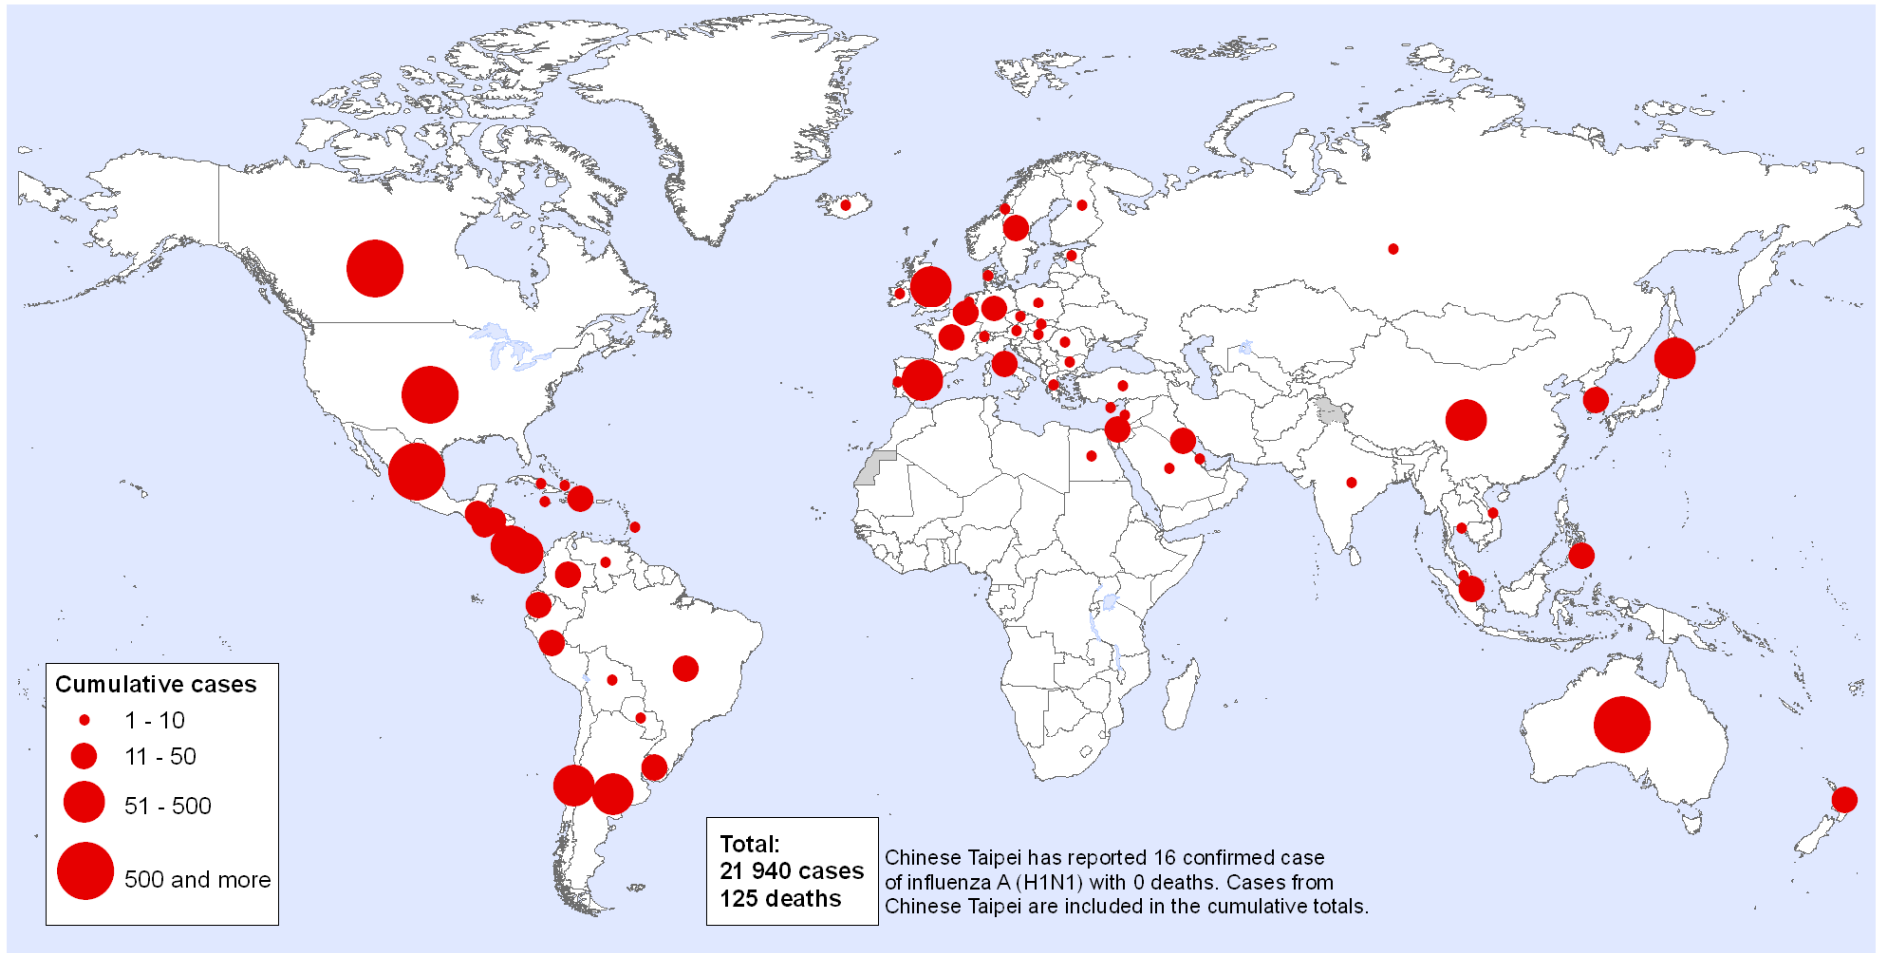 Cumulative cases
1 - 10
11 - 50
51 - 500
500 and more
Total:
21 940 cases
125 deaths
Chinese Taipei has reported 16 confirmed case
of influenza A (H1N1) with 0 deaths. Cases from
Chinese Taipei are included in the cumulative totals.